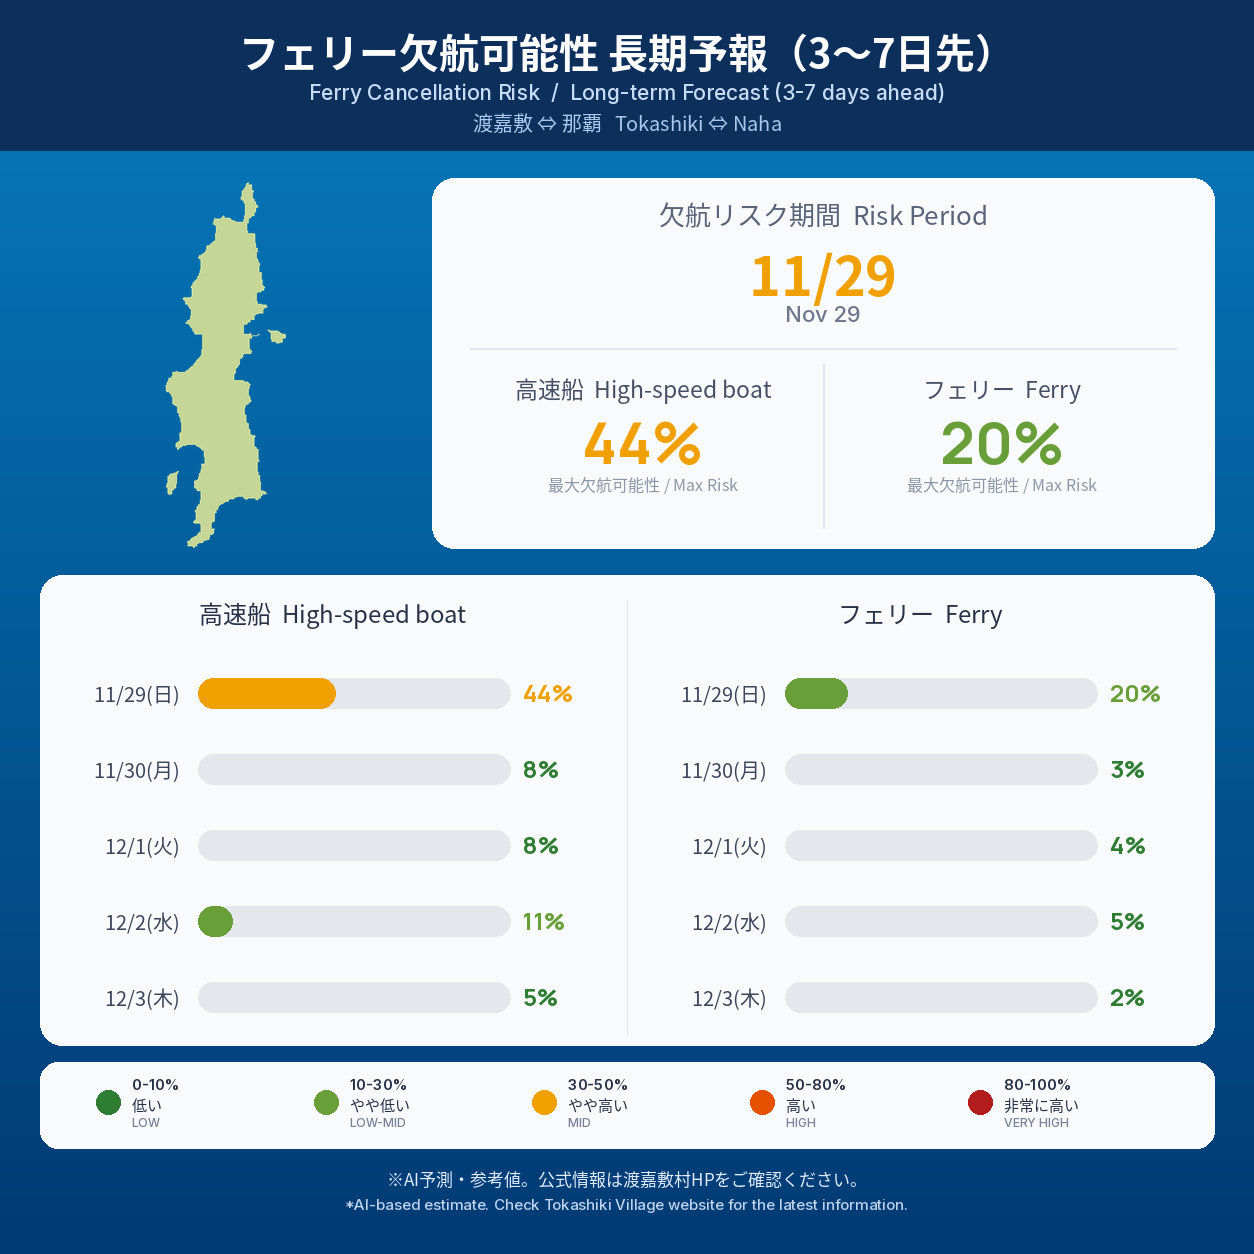 フェリー欠航可能性 長期予報（3〜7日先）
Ferry Cancellation Risk / Long-term Forecast (3-7 days ahead)
渡嘉敷 ⇔ 那覇 Tokashiki ⇔ Naha
欠航リスク期間 Risk Period
11/29
Nov 29
高速船 High-speed boat
44%
最大欠航可能性 / Max Risk
フェリー Ferry
20%
最大欠航可能性 / Max Risk
高速船 High-speed boat
11/29(日) 44%
11/30(月) 8%
12/1(火) 8%
12/2(水) 11%
12/3(木) 5%
フェリー Ferry
11/29(日) 20%
11/30(月) 3%
12/1(火) 4%
12/2(水) 5%
12/3(木) 2%
0-10%
低い
LOW
10-30%
やや低い
LOW-MID
30-50%
やや高い
MID
50-80%
高い
HIGH
80-100%
非常に高い
VERY HIGH
※AI予測・参考値。公式情報は渡嘉敷村HPをご確認ください。
*AI-based estimate. Check Tokashiki Village website for the latest information.